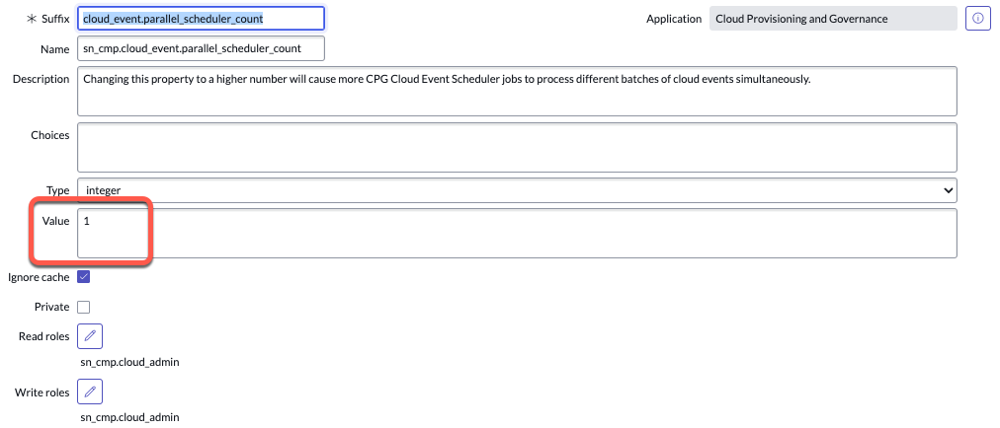 ✳ Suffix cloud_event.parallel_scheduler_count Application Cloud Provisioning and Governance
Name sn_cmp.cloud_event.parallel_scheduler_count
Description Changing this property to a higher number will cause more CPG Cloud Event Scheduler jobs to process different batches of cloud events simultaneously.
Choices
Type integer
Value 1
Ignore cache
Private
Read roles
sn_cmp.cloud_admin
Write roles
sn_cmp.cloud_admin